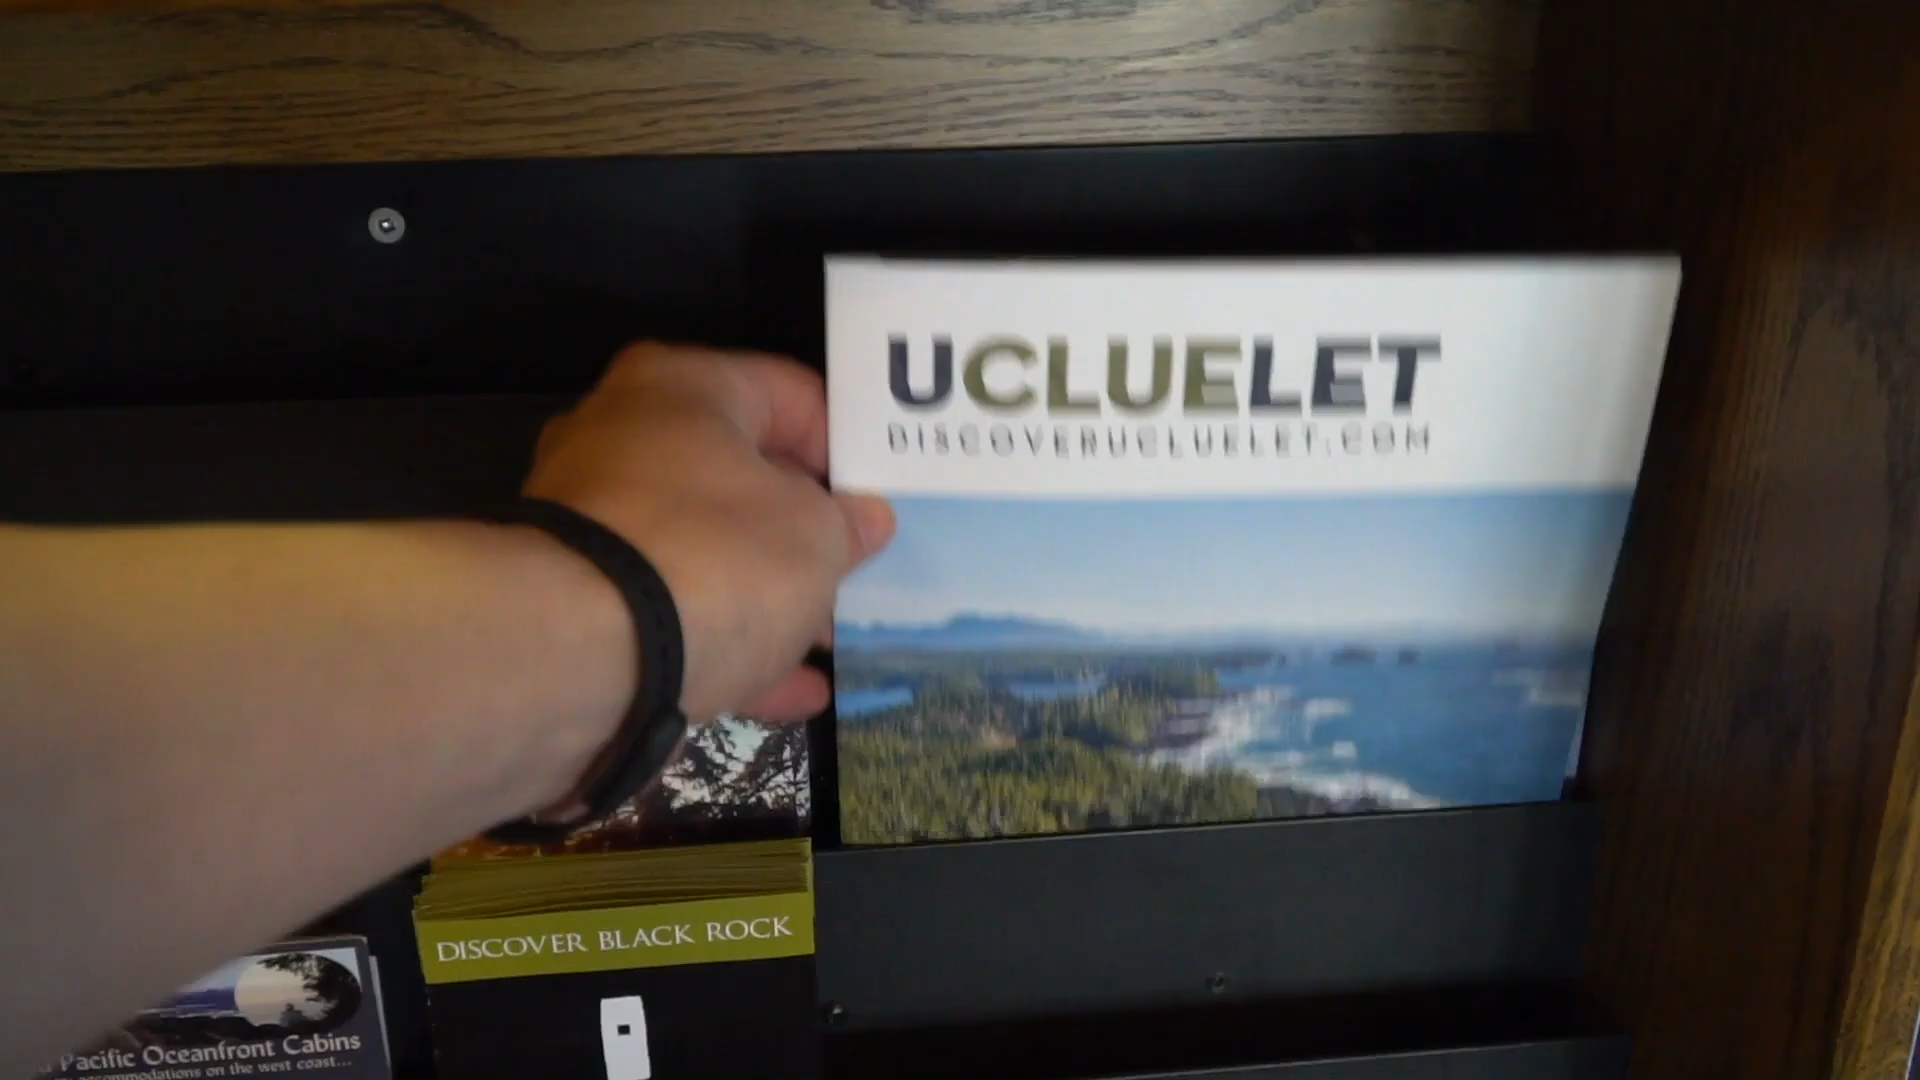 UCLUELET
DISCOVERUCLUELET.COM
DISCOVER BLACK ROCK
Pacific Oceanfront Cabins
accommodations on the west coast...